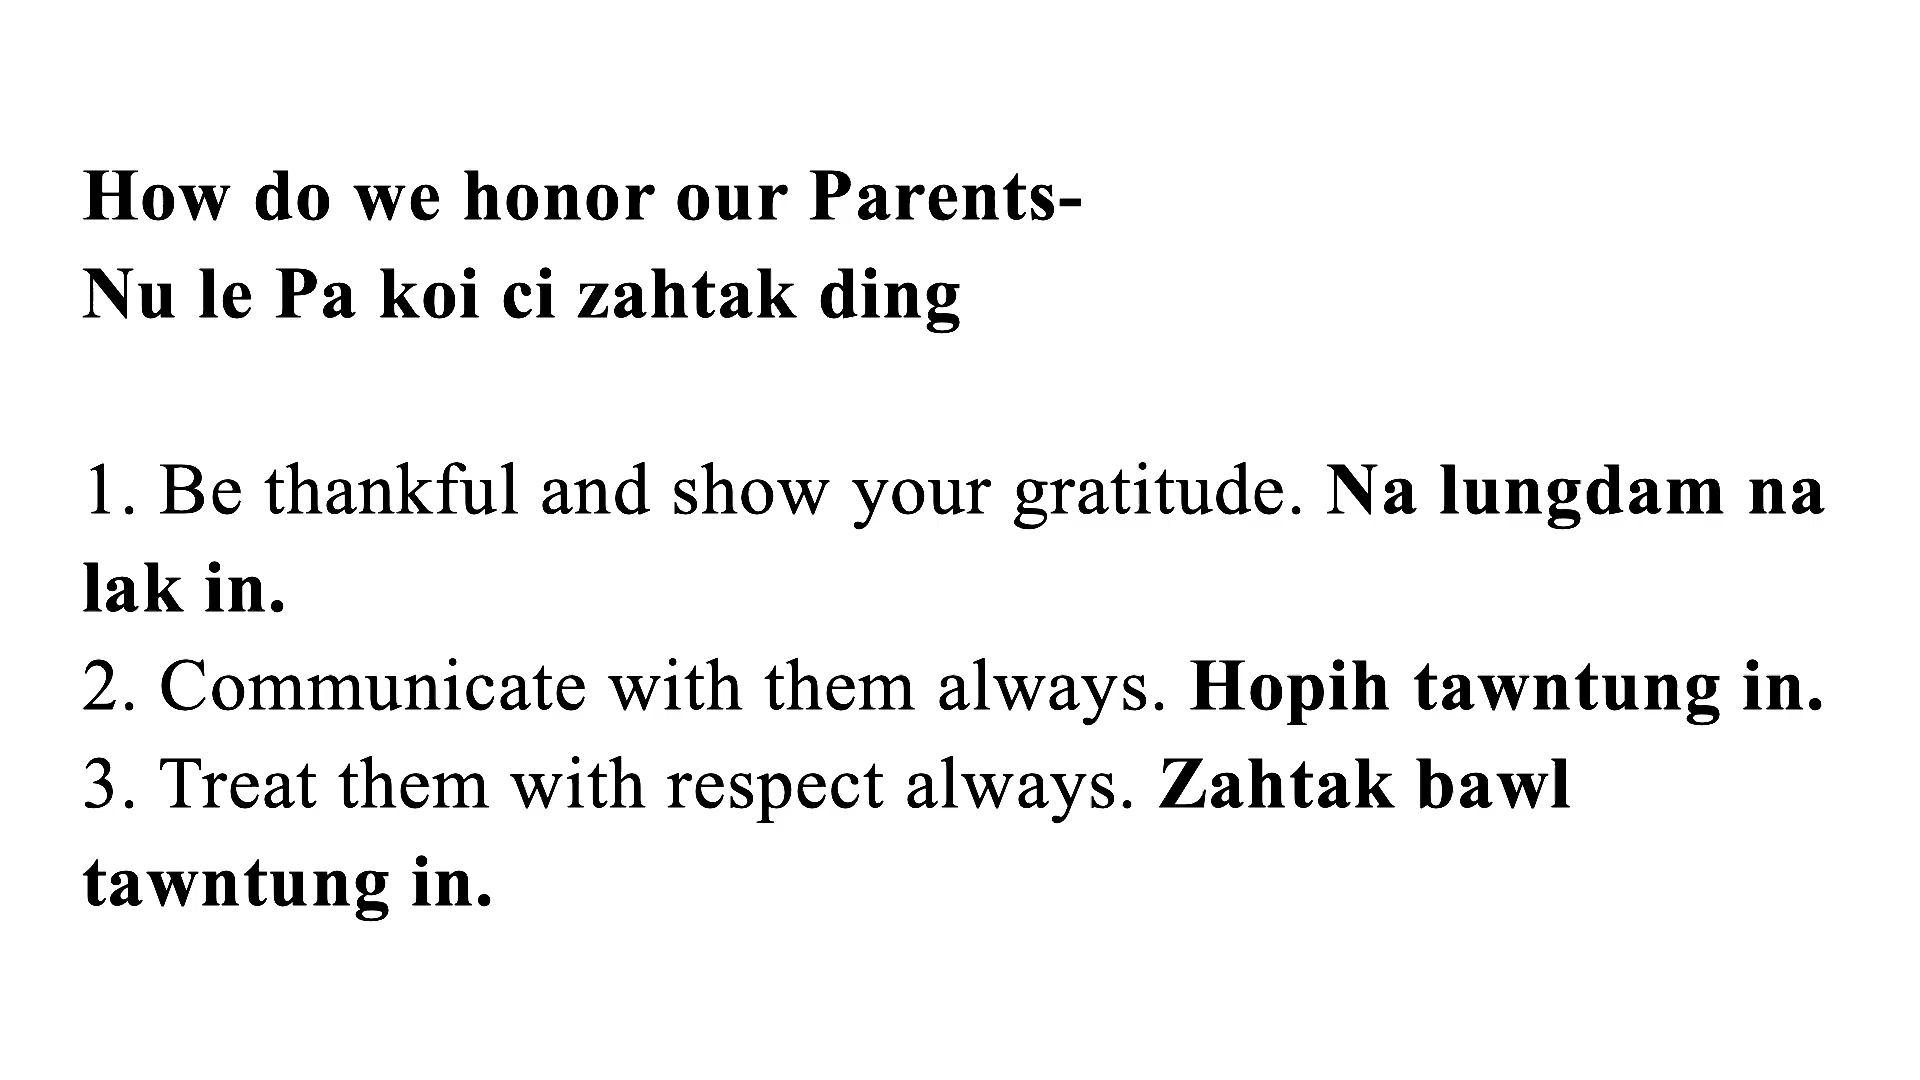 How do we honor our Parents-
Nu le Pa koi ci zahtak ding
1. Be thankful and show your gratitude. Na lungdam na
lak in.
2. Communicate with them always. Hopih tawntung in.
3. Treat them with respect always. Zahtak bawl
tawntung in.